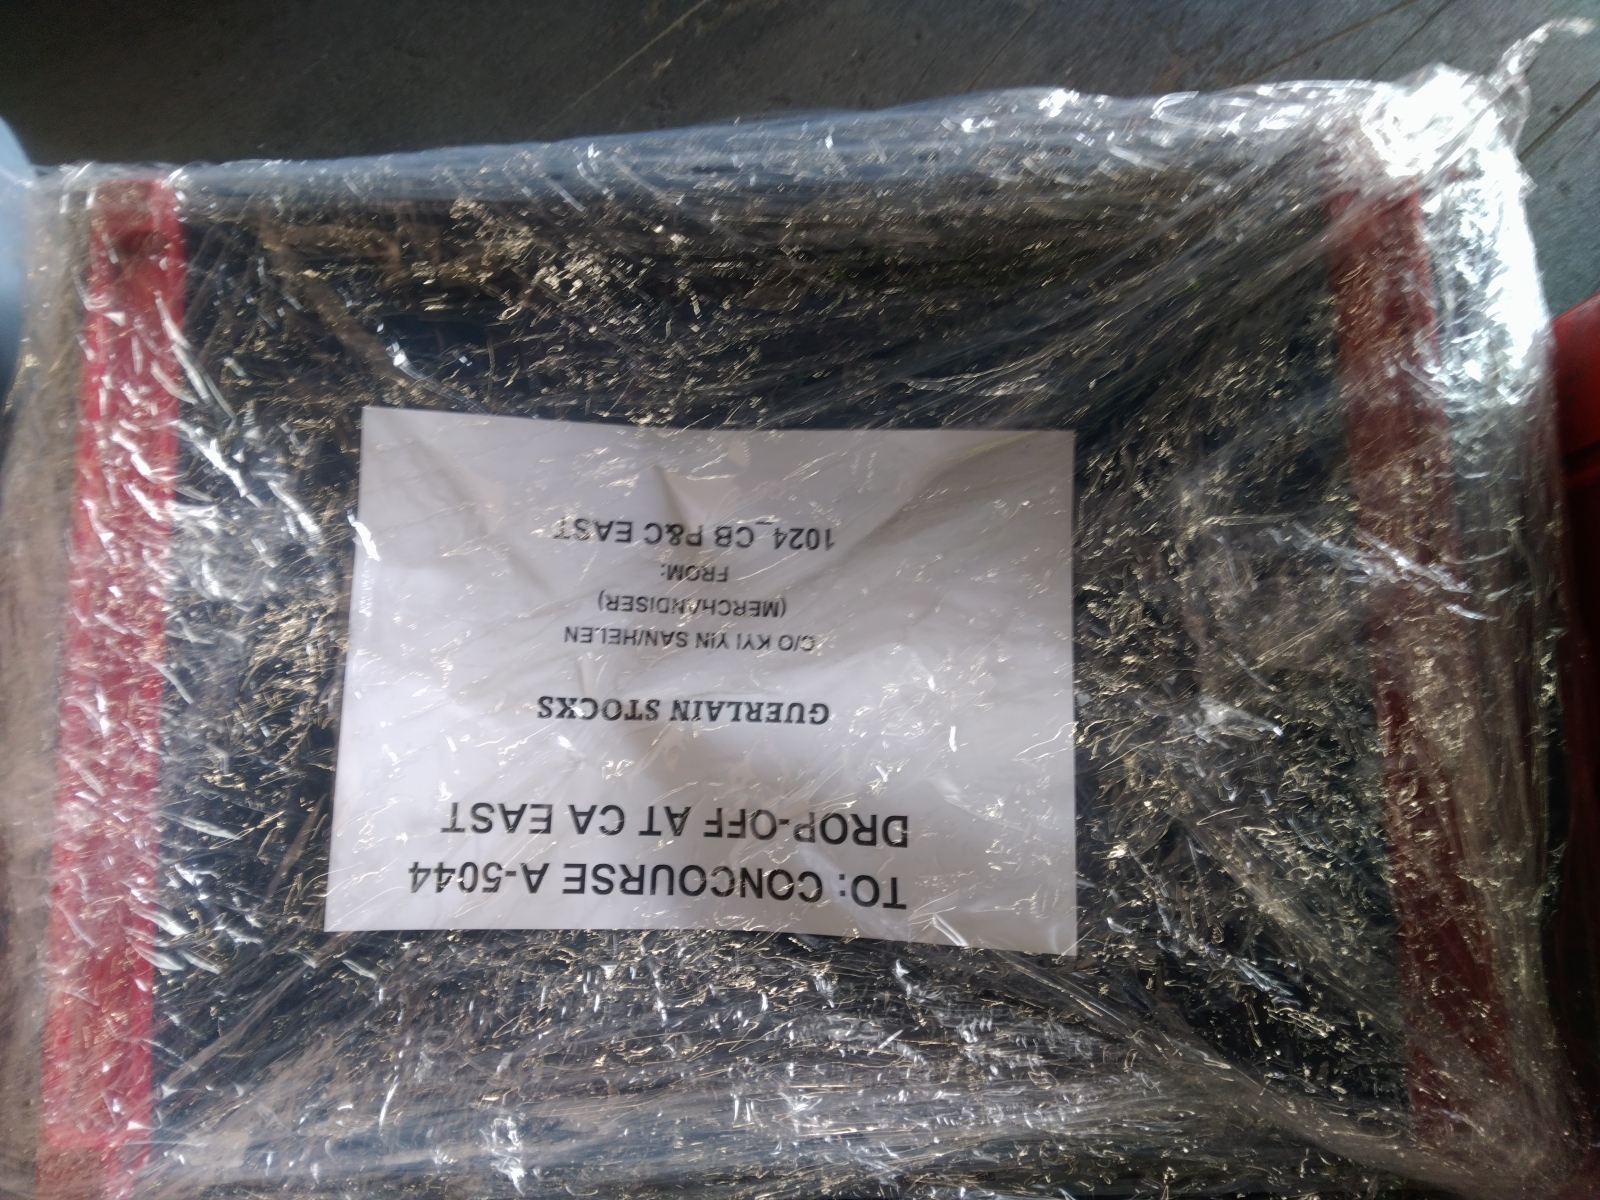 TO: CONCOURSE A-5044
DROP-OFF AT CA EAST
GUERLAIN STOCKS
C/O KYI YIN SAN/HELEN
(MERCHANDISER)
FROM:
1024_CB P&C EAST